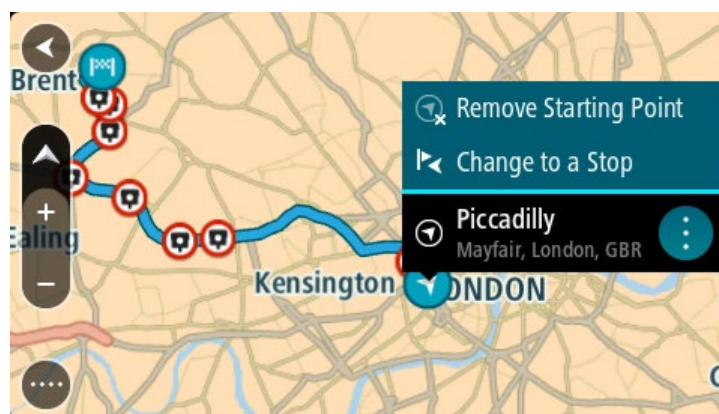 Brent
Remove Starting Point
Change to a Stop
Piccadilly
Mayfair, London, GBR
Ealing
+
−
Kensington
ONDON